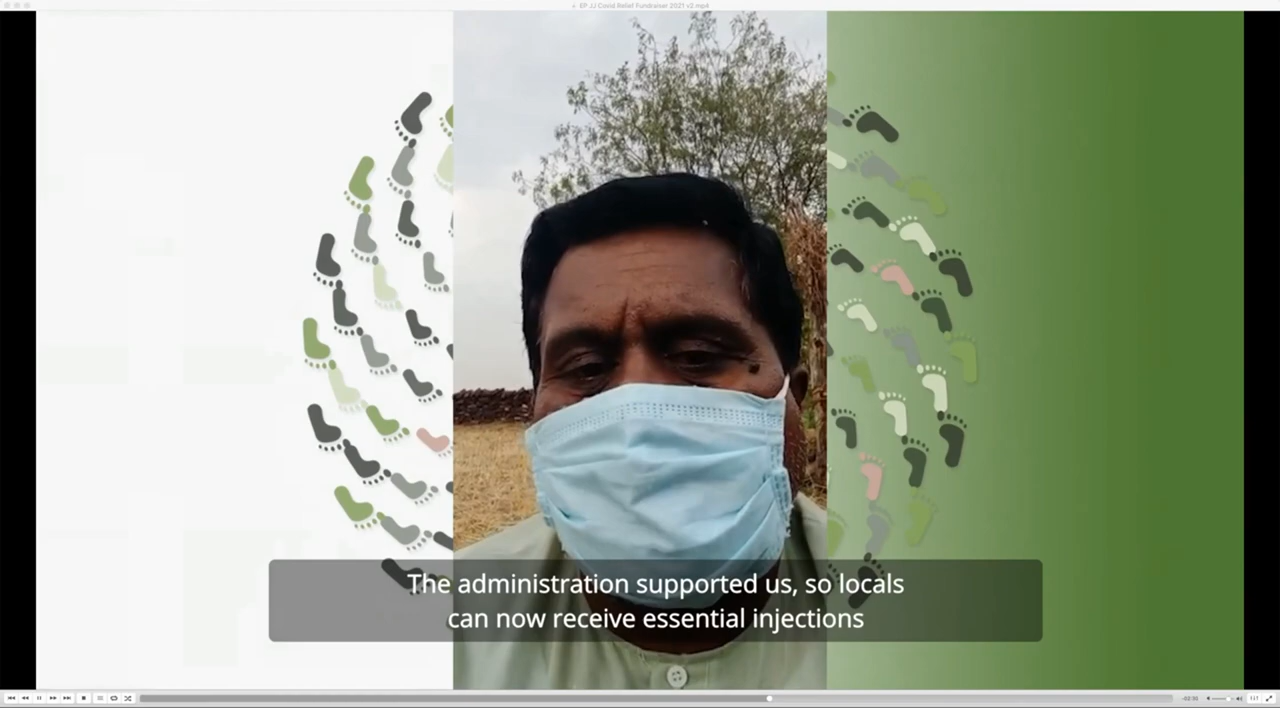 EP JJ Covid Relief Fundraiser 2021 v2.mp4
The administration supported us, so locals
can now receive essential injections